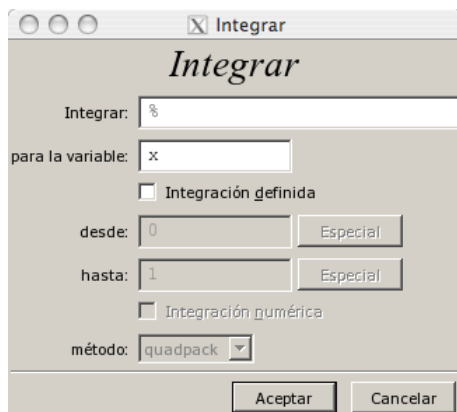 Integrar
Integrar
Integrar: %
para la variable: x
Integración definida
desde: 0 Especial
hasta: 1 Especial
Integración numérica
método: quadpack
Aceptar Cancelar